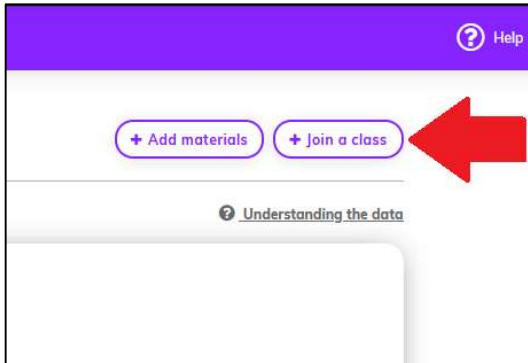 Help
+ Add materials + Join a class
Understanding the data